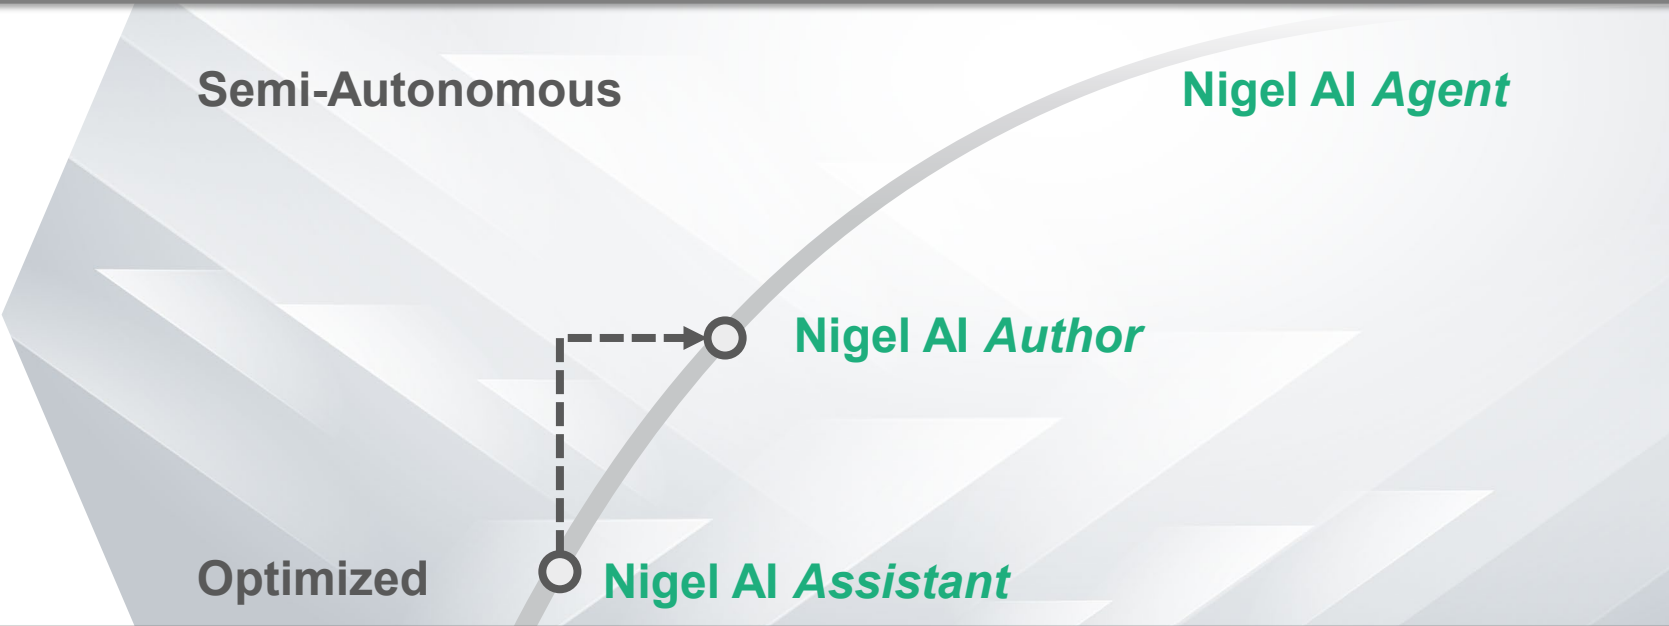 Semi-Autonomous
Nigel AI Agent
Nigel AI Author
Optimized
Nigel AI Assistant